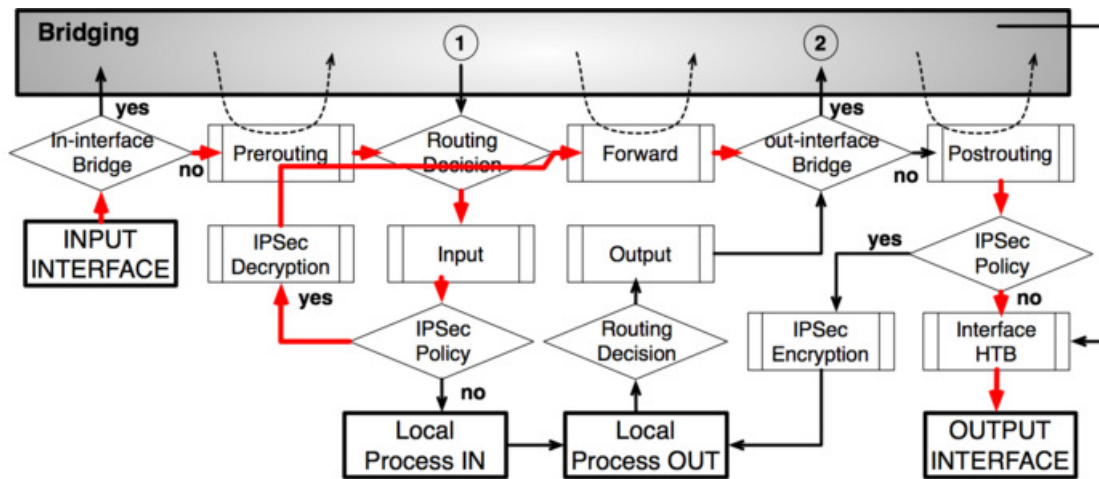 Bridging
1
2
yes
yes
In-interface
Bridge
no
Prerouting
Routing
Decision
Forward
out-interface
Bridge
no
Postrouting
INPUT
INTERFACE
IPSec
Decryption
yes
Input
Output
yes
IPSec
Policy
no
IPSec
Policy
no
Routing
Decision
IPSec
Encryption
Interface
HTB
Local
Process IN
Local
Process OUT
OUTPUT
INTERFACE